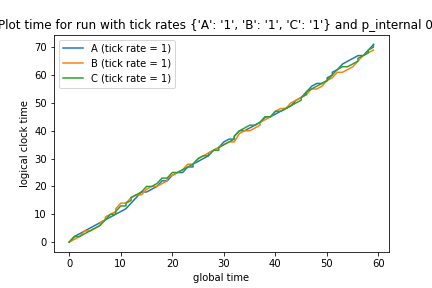 Plot time for run with tick rates {'A': '1', 'B': '1', 'C': '1'} and p_internal 0
A (tick rate = 1)
B (tick rate = 1)
C (tick rate = 1)
logical clock time
70
60
50
40
30
20
10
0
0 10 20 30 40 50 60
global time